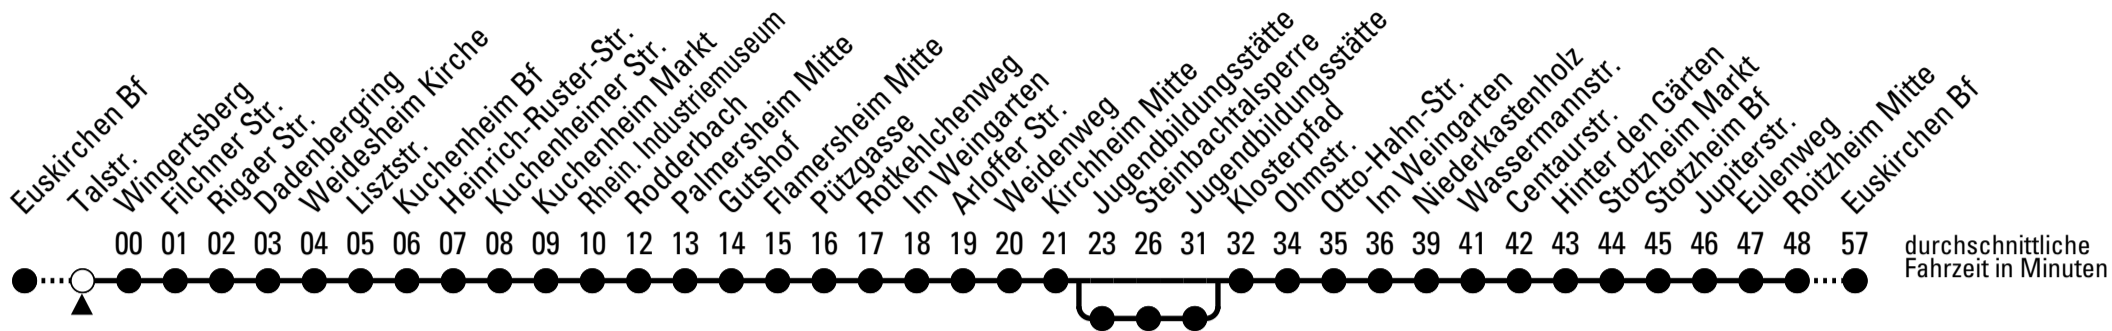 Euskirchen Bf
Talstr.
Wingertsberg
Filchner Str.
Rigaer Str.
Dadenbergring
Weidesheim Kirche
Lisztstr.
Kuchenheim Bf
Heinrich-Ruster-Str.
Kuchenheimer Str.
Kuchenheim Markt
Rhein. Industriemuseum
Rodderbach
Palmersheim Mitte
Gutshof
Flamersheim Mitte
Pützgasse
Rotkehlchenweg
Im Weingarten
Arloffer Str.
Weidenweg
Kirchheim Mitte
Jugendbildungsstätte
Steinbachtalsperre
Jugendbildungsstätte
Klosterpfad
Ohmstr.
Otto-Hahn-Str.
Im Weingarten
Niederkastenholz
Wassermannstr.
Centaurstr.
Hinter den Gärten
Stotzheim Markt
Stotzheim Bf
Jupiterstr.
Eulenweg
Roitzheim Mitte
Euskirchen Bf
00 01 02 03 04 05 06 07 08 09 10 12 13 14 15 16 17 18 19 20 21 23 26 31 32 34 35 36 39 41 42 43 44 45 46 47 48 57
durchschnittliche
Fahrzeit in Minuten